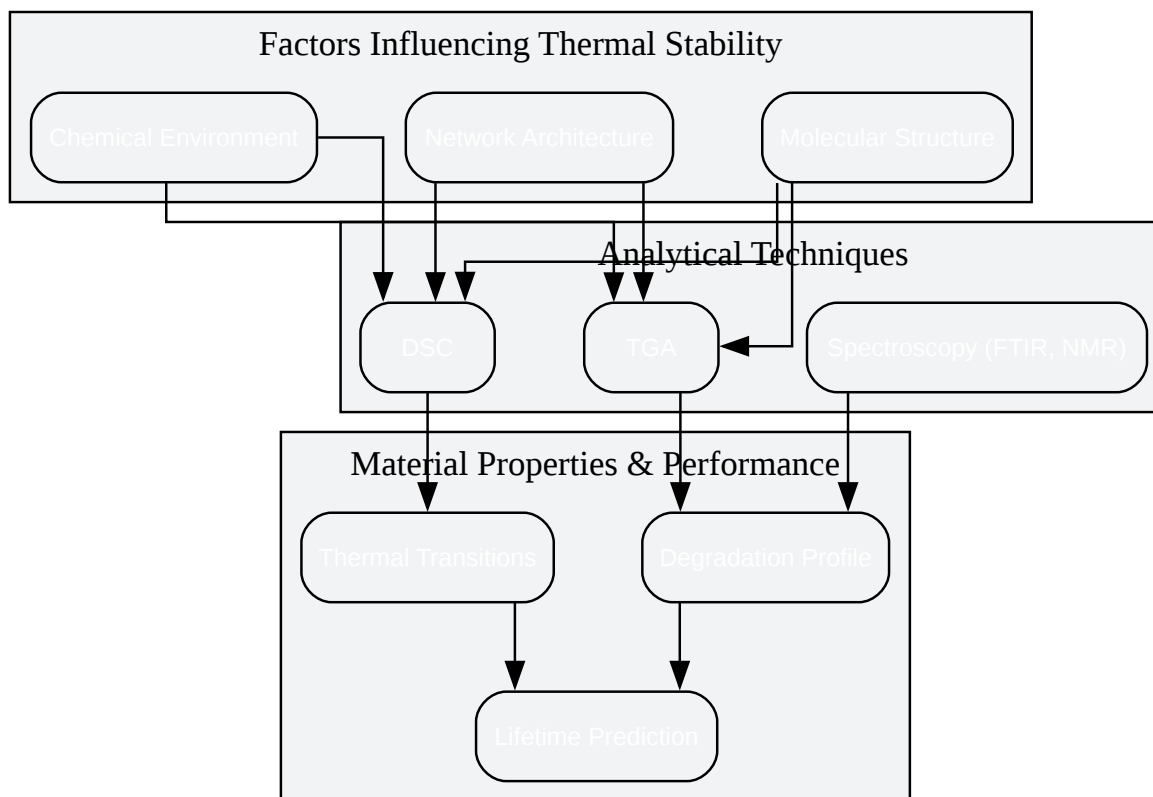 Factors Influencing Thermal Stability
Chemical Environment
Network Architecture
Molecular Structure
Analytical Techniques
DSC
TGA
Spectroscopy (FTIR, NMR)
Material Properties & Performance
Thermal Transitions
Degradation Profile
Lifetime Prediction